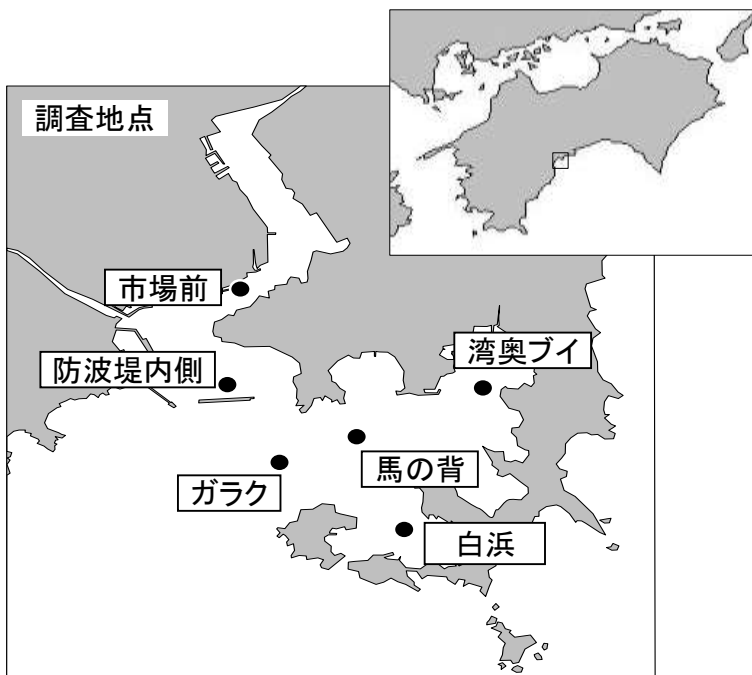 調査地点
市場前
防波堤内側
湾奥ブイ
馬の背
ガラク
白浜